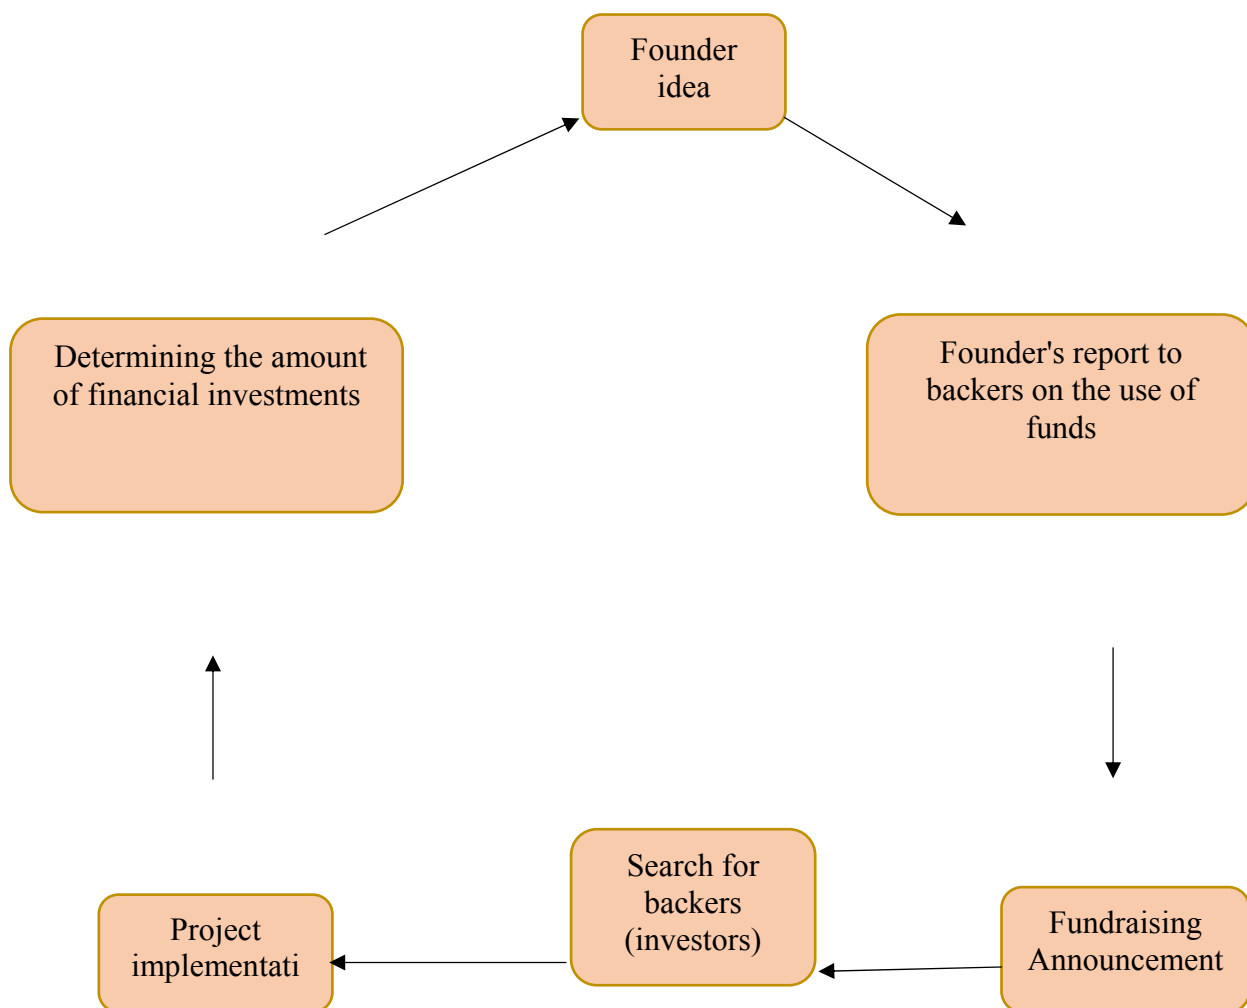 Founder
idea
Determining the amount
of financial investments
Founder's report to
backers on the use of
funds
Search for
backers
(investors)
Project
implementati
Fundraising
Announcement